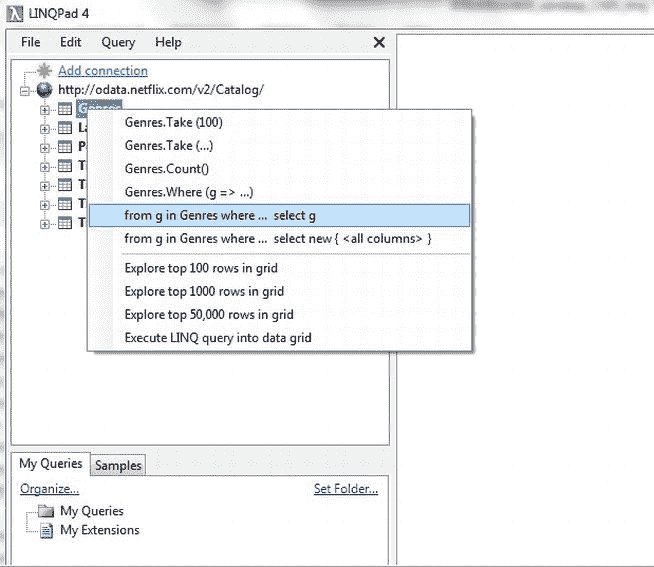 LINQPad 4
File Edit Query Help
Add connection
http://odata.netflix.com/v2/Catalog/
Genres
Genres.Take (100)
Genres.Take (...)
Genres.Count()
Genres.Where (g => ...)
from g in Genres where ... select g
from g in Genres where ... select new { <all columns> }
Explore top 100 rows in grid
Explore top 1000 rows in grid
Explore top 50,000 rows in grid
Execute LINQ query into data grid
My Queries Samples
Organize... Set Folder...
My Queries
My Extensions